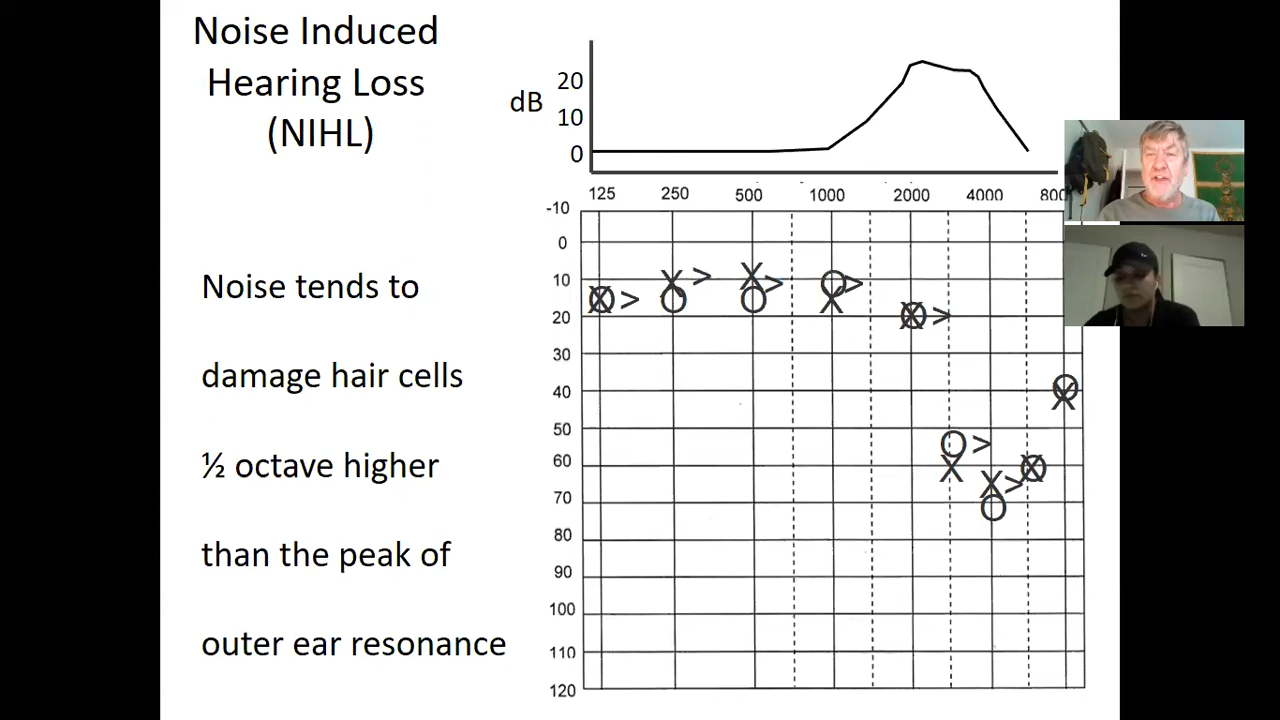 Noise Induced
Hearing Loss
(NIHL)
dB
20
10
0
125 250 500 1000 2000 4000 800
-10
0
10
20
30
40
50
60
70
80
90
100
110
120
X O > X > O X > O O > X X O > O > X X > O X O O X
Noise tends to
damage hair cells
½ octave higher
than the peak of
outer ear resonance